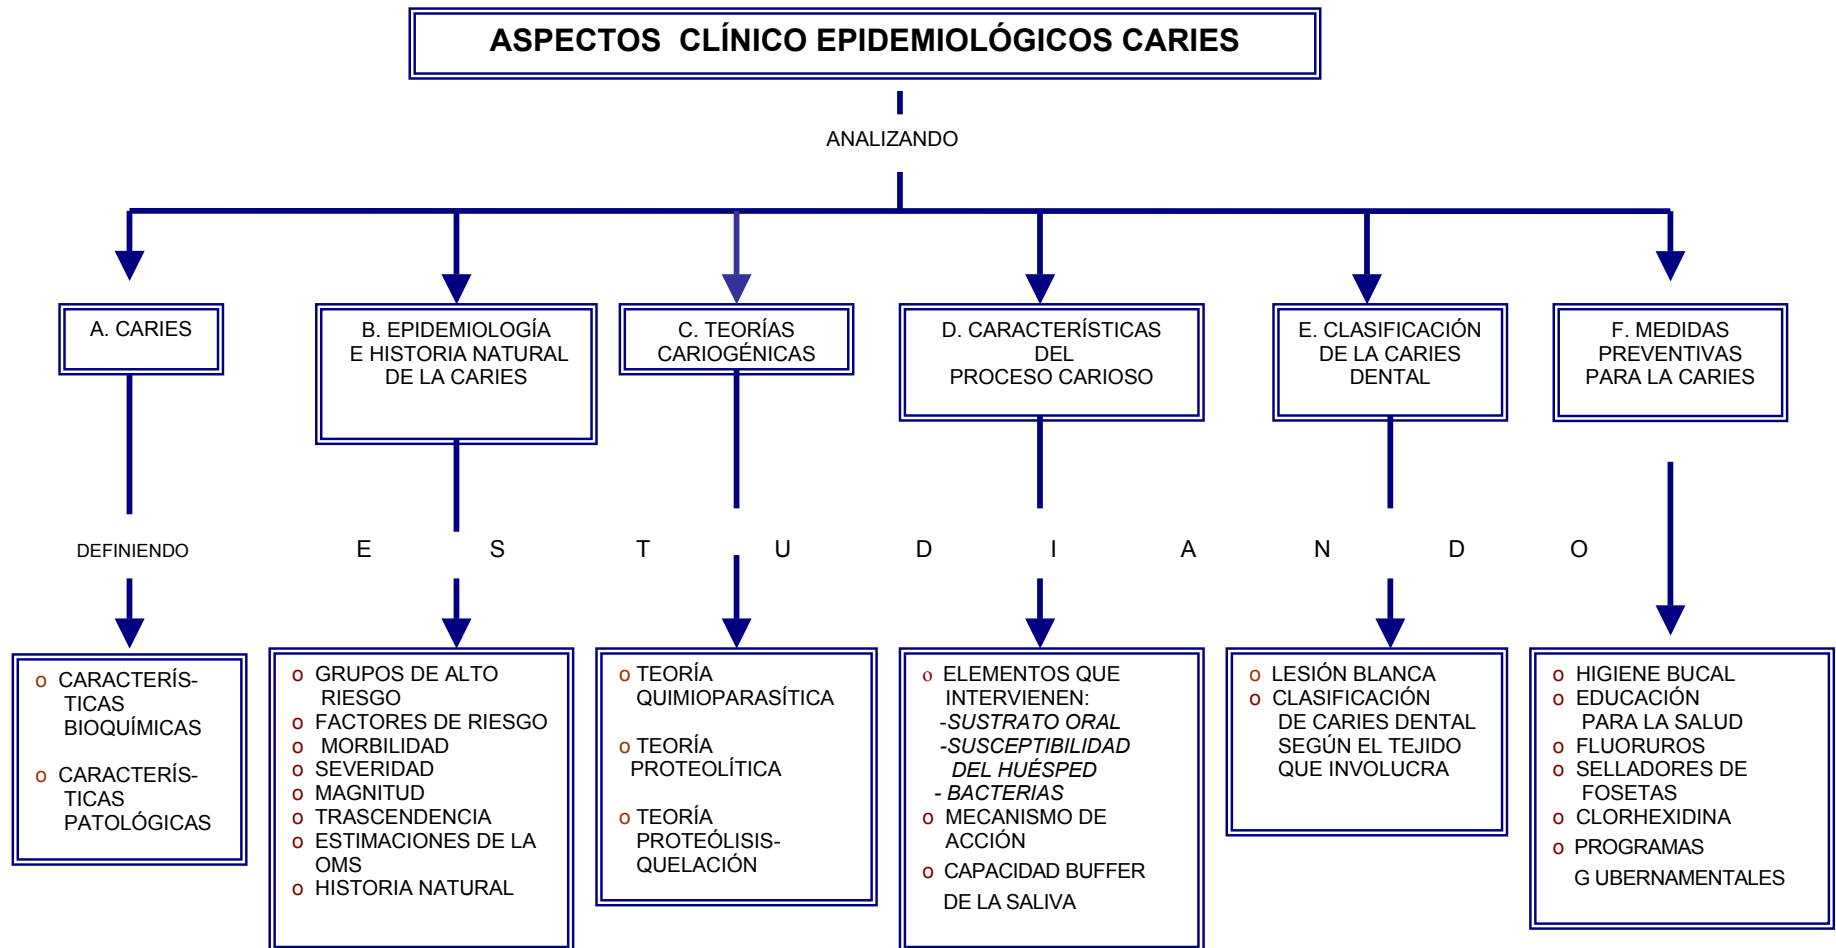 ASPECTOS CLÍNICO EPIDEMIOLÓGICOS CARIES
ANALIZANDO
A. CARIES
B. EPIDEMIOLOGÍA
E HISTORIA NATURAL
DE LA CARIES
C. TEORÍAS
CARIOGÉNICAS
D. CARACTERÍSTICAS
DEL
PROCESO CARIOSO
E. CLASIFICACIÓN
DE LA CARIES
DENTAL
F. MEDIDAS
PREVENTIVAS
PARA LA CARIES
DEFINIENDO
E S T U D I A N D O
o CARACTERÍS-
TICAS
BIOQUÍMICAS
o CARACTERÍS-
TICAS
PATOLÓGICAS
o GRUPOS DE ALTO
RIESGO
o FACTORES DE RIESGO
o MORBILIDAD
o SEVERIDAD
o MAGNITUD
o TRASCENDENCIA
o ESTIMACIONES DE LA
OMS
o HISTORIA NATURAL
o TEORÍA
QUIMIOPARASÍTICA
o TEORÍA
PROTEOLÍTICA
o TEORÍA
PROTEÓLISIS-
QUELACIÓN
o ELEMENTOS QUE
INTERVIENEN:
-SUSTRATO ORAL
-SUSCEPTIBILIDAD
DEL HUÉSPED
- BACTERIAS
o MECANISMO DE
ACCIÓN
o CAPACIDAD BUFFER
DE LA SALIVA
o LESIÓN BLANCA
o CLASIFICACIÓN
DE CARIES DENTAL
SEGÚN EL TEJIDO
QUE INVOLUCRA
o HIGIENE BUCAL
o EDUCACIÓN
PARA LA SALUD
o FLUORUROS
o SELLADORES DE
FOSETAS
o CLORHEXIDINA
o PROGRAMAS
G UBERNAMENTALES